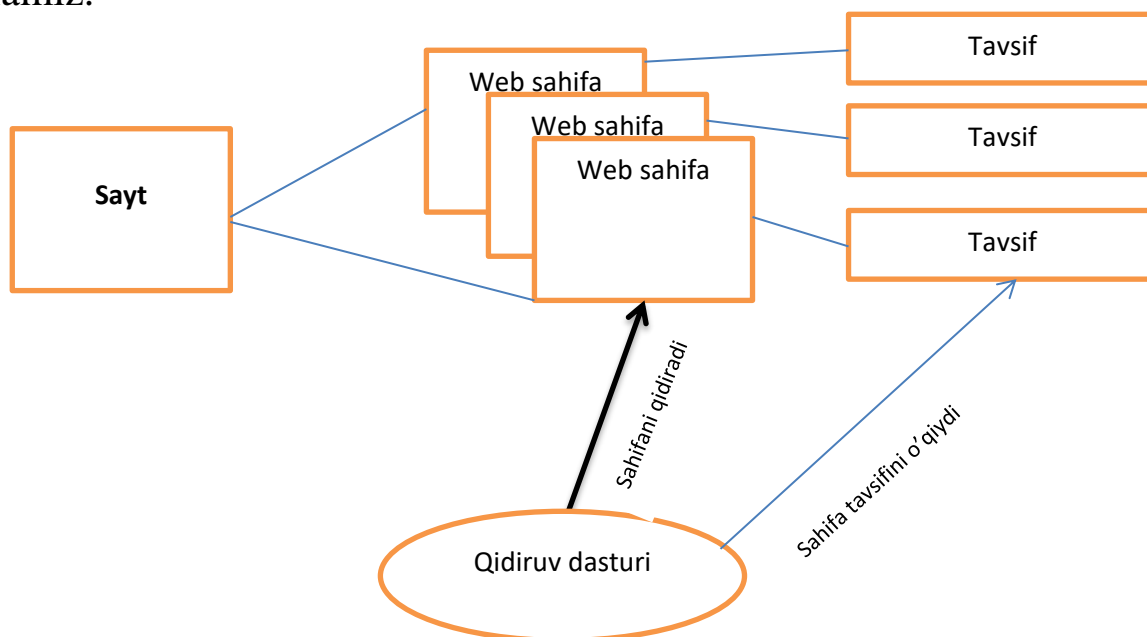 Tavsif
Web sahifa
Web sahifa
Tavsif
Web sahifa
Sayt
Tavsif
Sahifani qidiradi
Sahifa tavsifini o’qiydi
Qidiruv dasturi